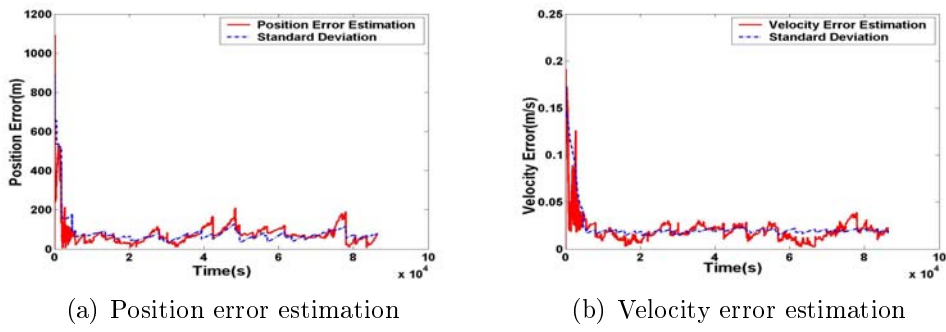 1200
1000
800
600
400
200
0
0
2
4
6
8
10
x 10^4
Position Error(m)
Time(s)
Position Error Estimation
Standard Deviation
(a) Position error estimation
0.25
0.2
0.15
0.1
0.05
0
0
2
4
6
8
10
x 10^4
Velocity Error(m/s)
Time(s)
Velocity Error Estimation
Standard Deviation
(b) Velocity error estimation